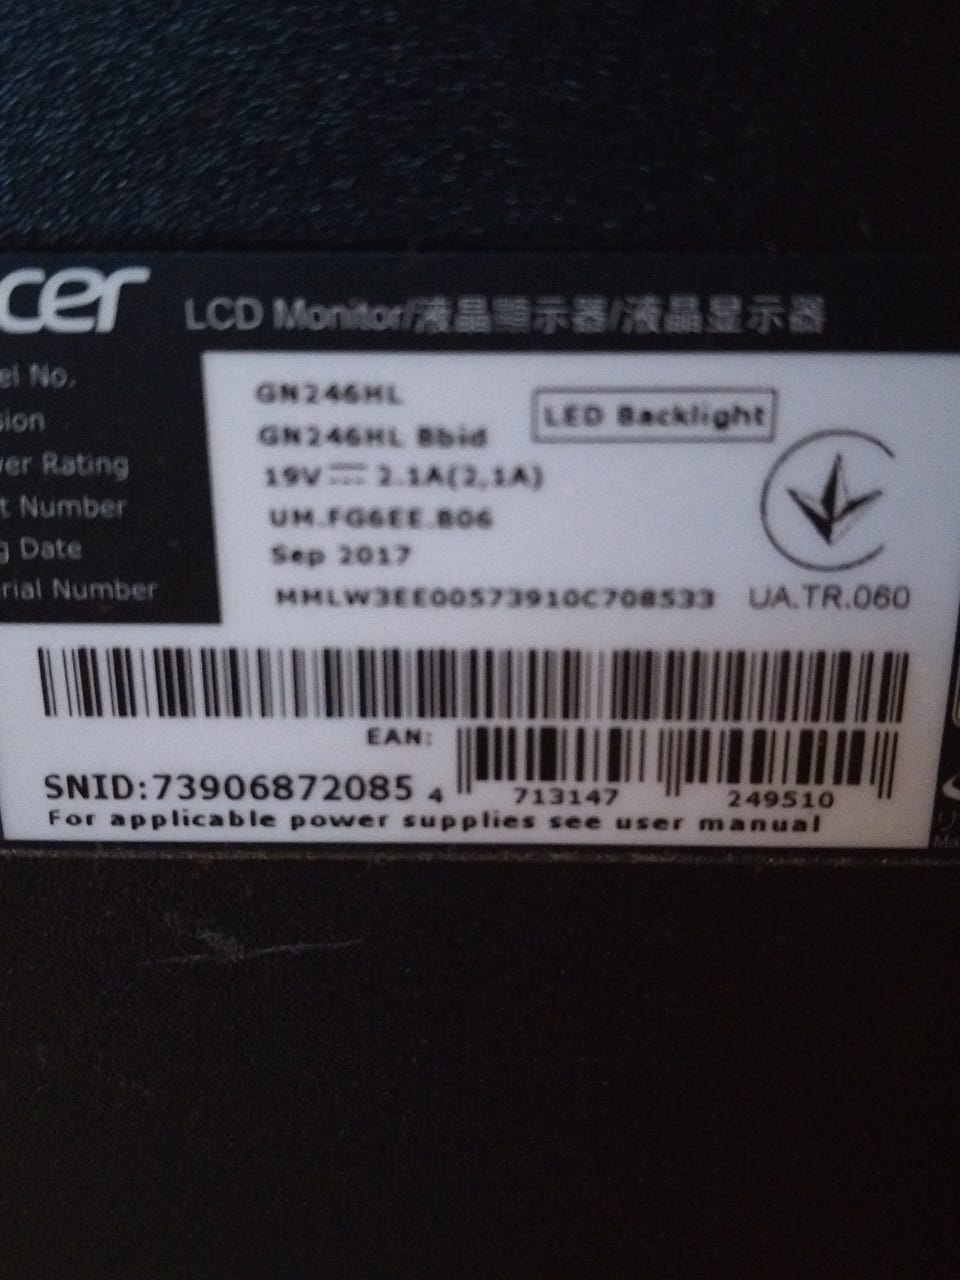 cer
LCD Monitor/液晶顯示器/液晶显示器
el No. GN246HL
sion GN246HL Bbid
LED Backlight
er Rating 19V 2.1A(2,1A)
t Number UM.FG6EE.B06
g Date Sep 2017
rial Number MMLW3EE00573910C708533
UA.TR.060
EAN:
SNID:73906872085 4 713147 249510
For applicable power supplies see user manual